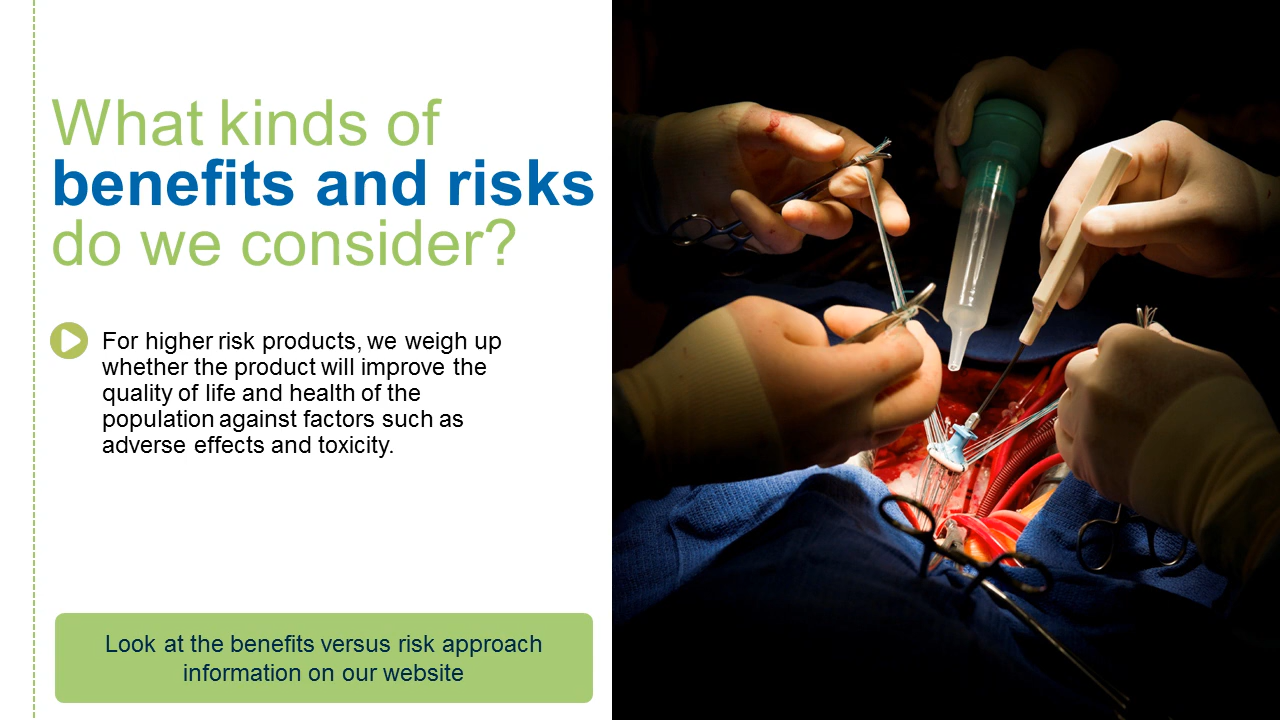 What kinds of
benefits and risks
do we consider?
For higher risk products, we weigh up
whether the product will improve the
quality of life and health of the
population against factors such as
adverse effects and toxicity.
Look at the benefits versus risk approach
information on our website